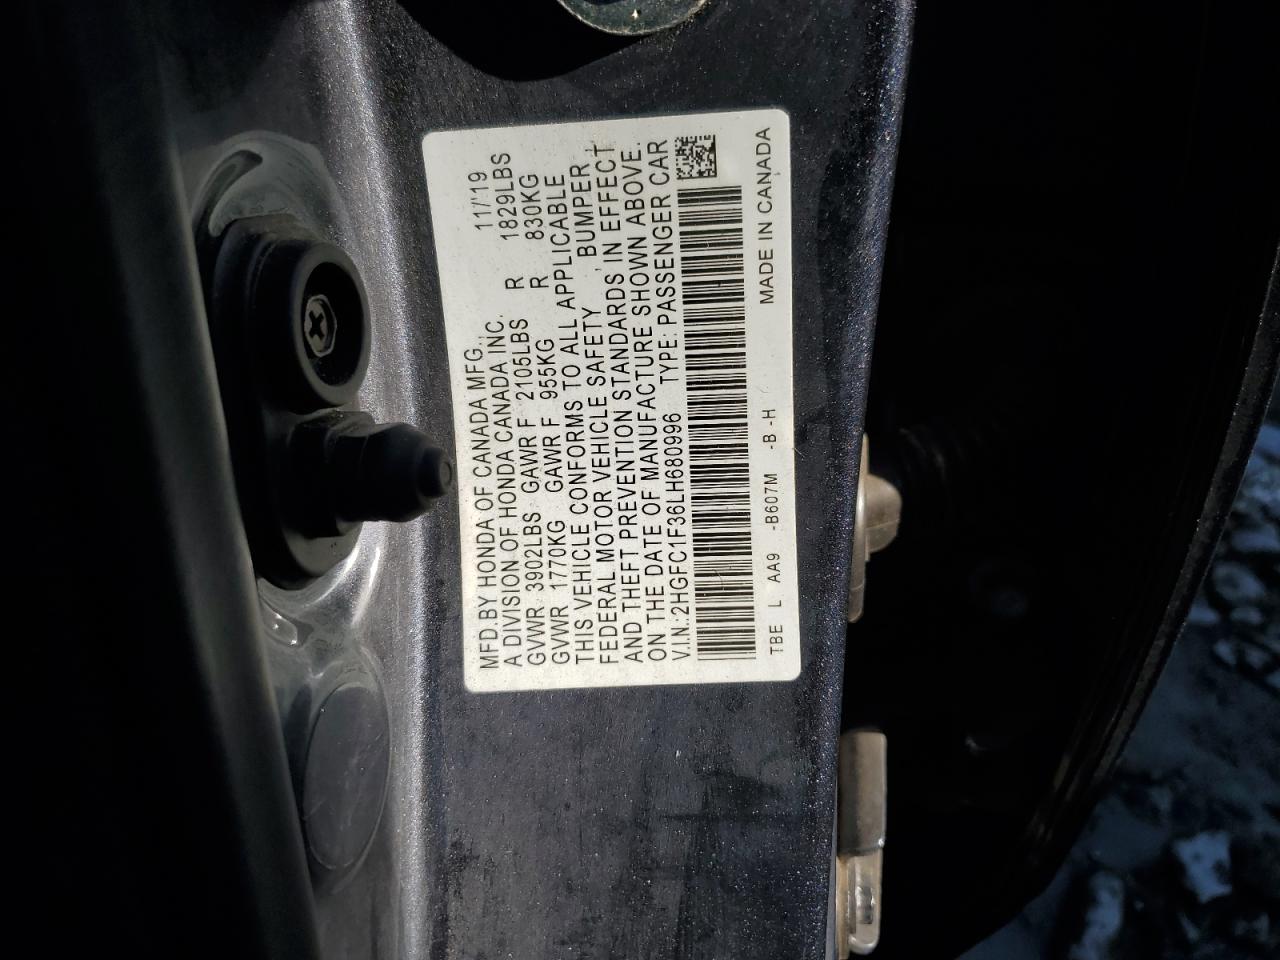 MFD.BY HONDA OF CANADA MFG., 11/'19
A DIVISION OF HONDA CANADA INC.
GVWR 3902LBS GAWR F 2105LBS R 1829LBS
GVWR 1770KG GAWR F 955KG R 830KG
THIS VEHICLE CONFORMS TO ALL APPLICABLE
FEDERAL MOTOR VEHICLE SAFETY , BUMPER ,
AND THEFT PREVENTION STANDARDS IN EFFECT
ON THE DATE OF MANUFACTURE SHOWN ABOVE.
V.I.N.:2HGFC1F36LH680996 TYPE: PASSENGER CAR
TBE L AA9 -B607M -B -H MADE IN CANADA